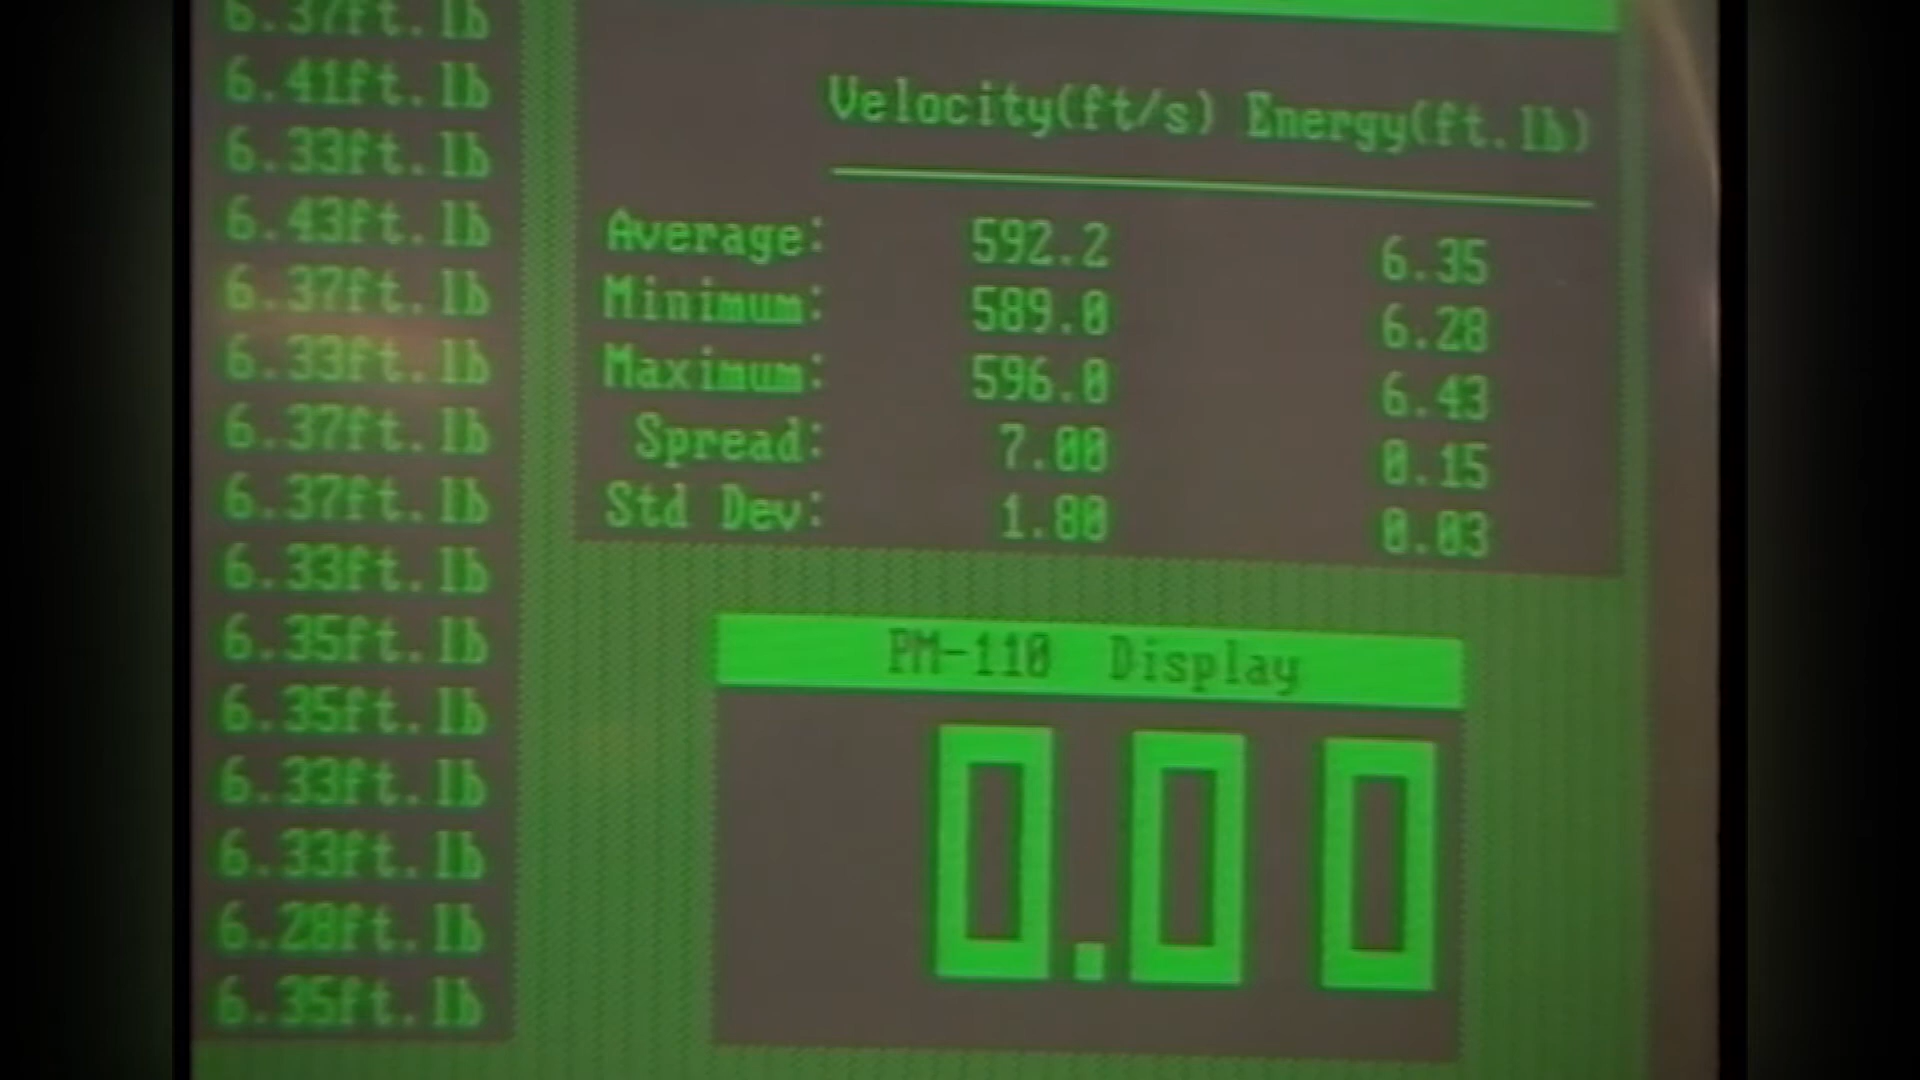 6.37ft.lb
6.41ft.lb
6.33ft.lb
6.43ft.lb
6.37ft.lb
6.33ft.lb
6.37ft.lb
6.37ft.lb
6.33ft.lb
6.35ft.lb
6.35ft.lb
6.33ft.lb
6.33ft.lb
6.28ft.lb
6.35ft.lb
Velocity(ft/s) Energy(ft.lb)
Average: 592.2 6.35
Minimum: 589.0 6.28
Maximum: 596.0 6.43
Spread: 7.00 0.15
Std Dev: 1.80 0.03
PM-110 Display
0.00